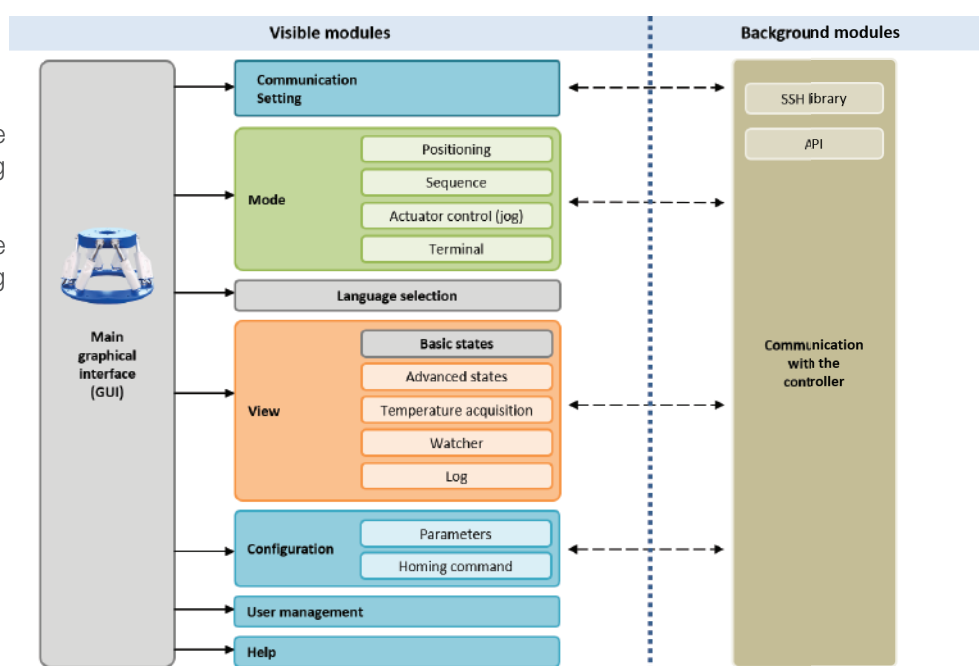 Visible modules
Background modules
e
g
e
g
Main
graphical
interface
(GUI)
Communication
Setting
Mode
Positioning
Sequence
Actuator control (jog)
Terminal
Language selection
View
Basic states
Advanced states
Temperature acquisition
Watcher
Log
Configuration
Parameters
Homing command
User management
Help
SSH library
API
Communication
with the
controller